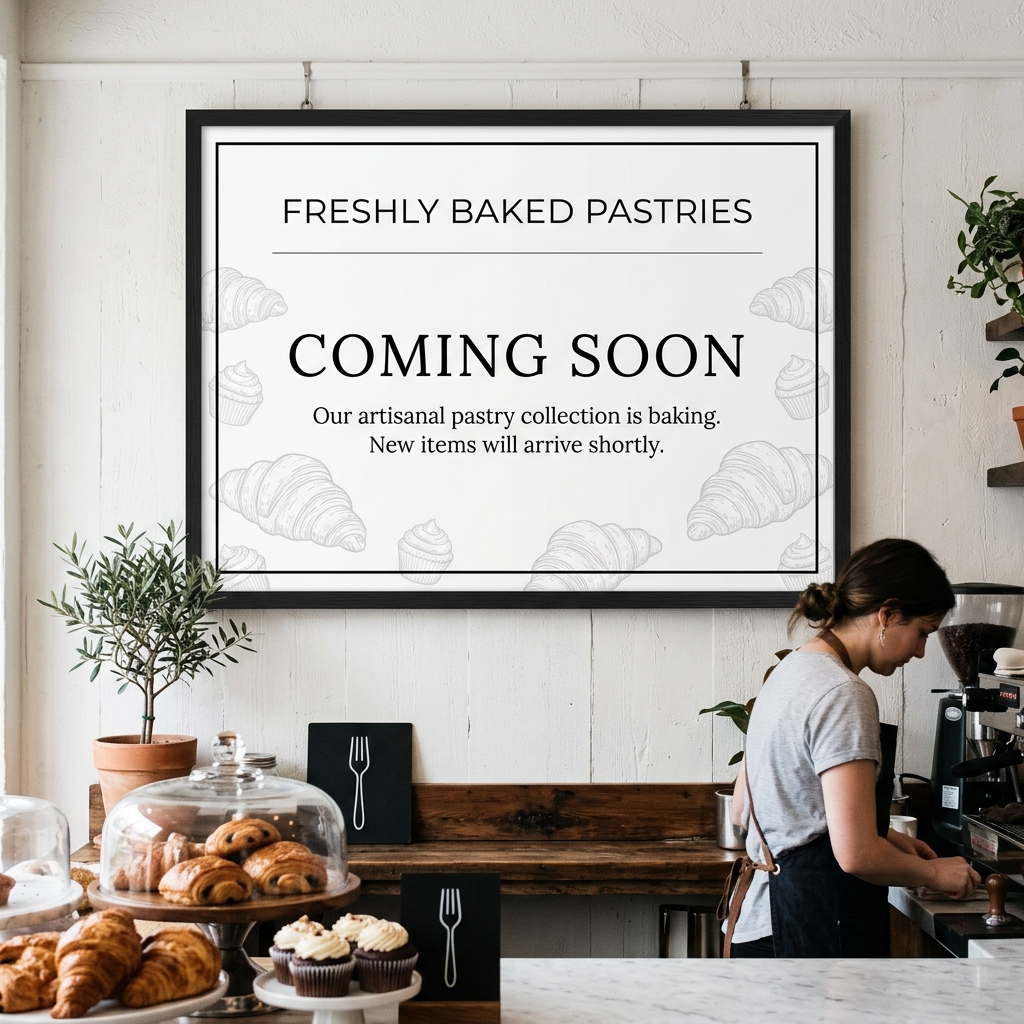 FRESHLY BAKED PASTRIES
COMING SOON
Our artisanal pastry collection is baking.
New items will arrive shortly.